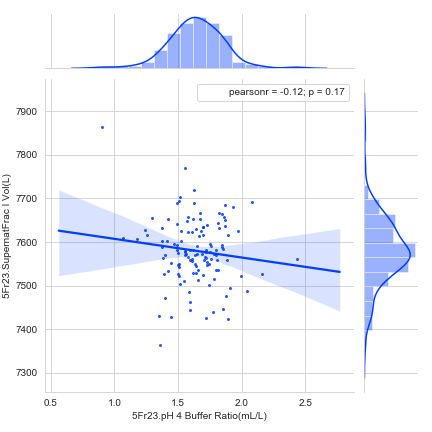 pearsonr = -0.12; p = 0.17
7900
7800
7700
7600
7500
7400
7300
5Fr23.SupernatFrac I Vol(L)
0.5 1.0 1.5 2.0 2.5
5Fr23.pH 4 Buffer Ratio(mL/L)